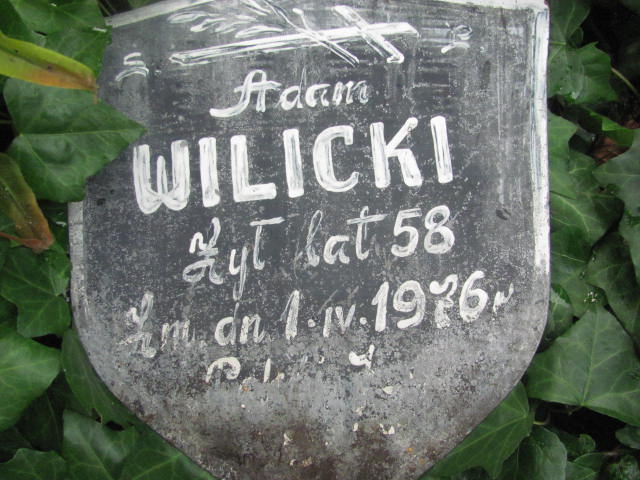 Adam
WILICKI
Żył lat 58
Zm. dn. 1. IV. 1976 r